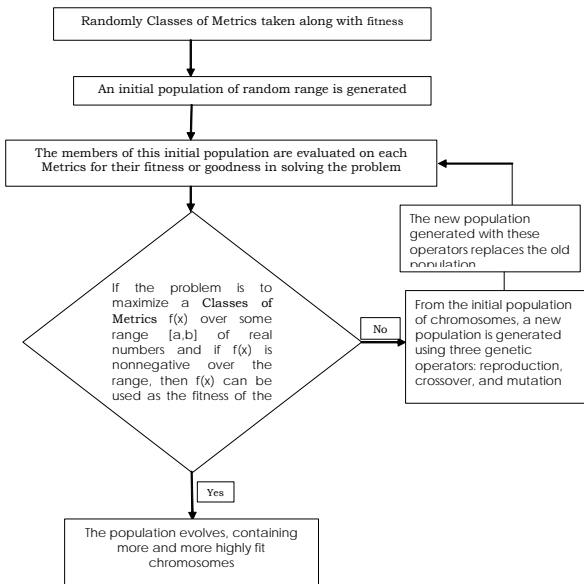 Randomly Classes of Metrics taken along with fitness
An initial population of random range is generated
The members of this initial population are evaluated on each
Metrics for their fitness or goodness in solving the problem
The new population
generated with these
operators replaces the old
population
If the problem is to
maximize a Classes of
Metrics f(x) over some
range [a,b] of real
numbers and if f(x) is
nonnegative over the
range, then f(x) can be
used as the fitness of the
No
From the initial population
of chromosomes, a new
population is generated
using three genetic
operators: reproduction,
crossover, and mutation
Yes
The population evolves, containing
more and more highly fit
chromosomes